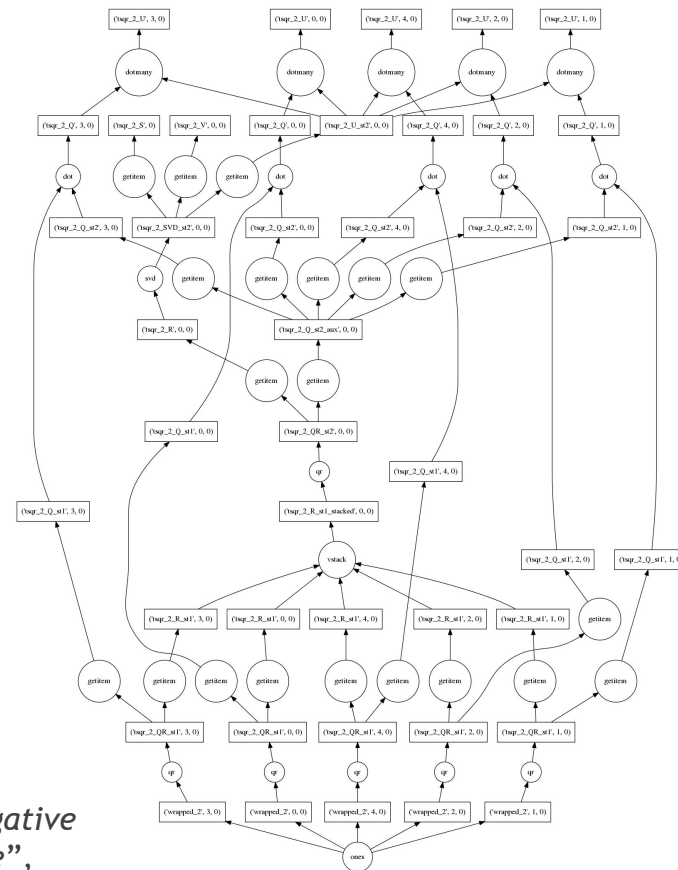 ('tsqr_2_U', 3, 0) ('tsqr_2_U', 0, 0) ('tsqr_2_U', 4, 0) ('tsqr_2_U', 2, 0) ('tsqr_2_U', 1, 0)
dotmany dotmany dotmany dotmany dotmany
('tsqr_2_Q', 3, 0) ('tsqr_2_S', 0) ('tsqr_2_V', 0, 0) ('tsqr_2_Q', 0, 0) ('tsqr_2_U_st2', 0, 0) ('tsqr_2_Q', 4, 0) ('tsqr_2_Q', 2, 0) ('tsqr_2_Q', 1, 0)
dot getitem getitem getitem dot dot dot dot
('tsqr_2_Q_st2', 3, 0) ('tsqr_2_SVD_st2', 0, 0) ('tsqr_2_Q_st2', 0, 0) ('tsqr_2_Q_st2', 4, 0) ('tsqr_2_Q_st2', 2, 0) ('tsqr_2_Q_st2', 1, 0)
svd getitem getitem getitem getitem getitem
('tsqr_2_R', 0, 0) ('tsqr_2_Q_st2_aux', 0, 0)
getitem getitem
('tsqr_2_Q_st1', 0, 0) ('tsqr_2_QR_st2', 0, 0)
qr ('tsqr_2_Q_st1', 4, 0)
('tsqr_2_Q_st1', 3, 0) ('tsqr_2_R_st1_stacked', 0, 0)
vstack ('tsqr_2_Q_st1', 2, 0) ('tsqr_2_Q_st1', 1, 0
('tsqr_2_R_st1', 3, 0) ('tsqr_2_R_st1', 0, 0) ('tsqr_2_R_st1', 4, 0) ('tsqr_2_R_st1', 2, 0) ('tsqr_2_R_st1', 1, 0) getitem
getitem getitem getitem getitem getitem getitem getitem getitem getitem
('tsqr_2_QR_st1', 3, 0) ('tsqr_2_QR_st1', 0, 0) ('tsqr_2_QR_st1', 4, 0) ('tsqr_2_QR_st1', 2, 0) ('tsqr_2_QR_st1', 1, 0)
qr qr qr qr qr
('wrapped_2', 3, 0) ('wrapped_2', 0, 0) ('wrapped_2', 4, 0) ('wrapped_2', 2, 0) ('wrapped_2', 1, 0)
gative
ones